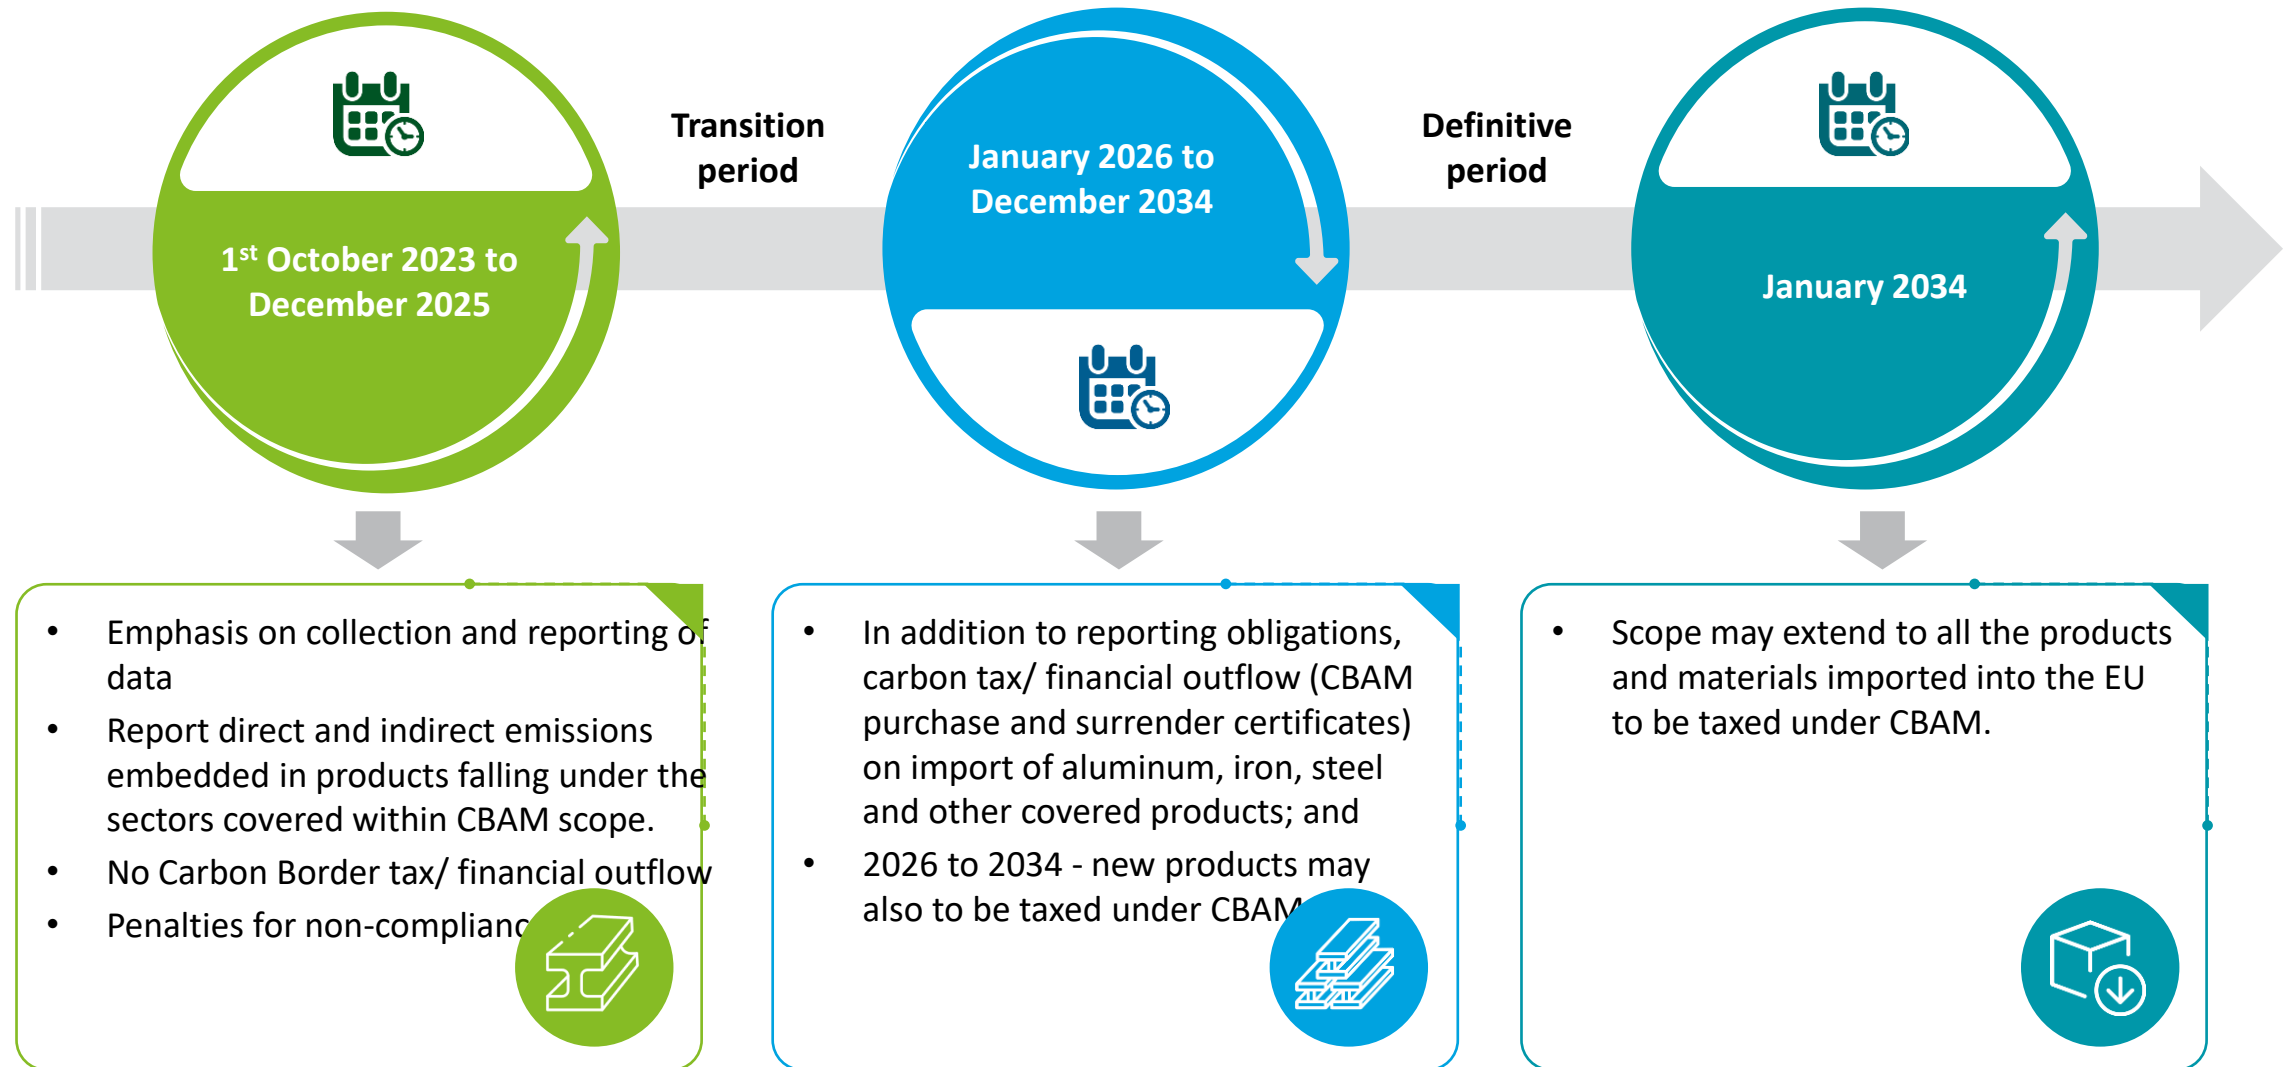 Transition
period
Definitive
period
1st October 2023 to
December 2025
January 2026 to
December 2034
January 2034
• Emphasis on collection and reporting of
data
• Report direct and indirect emissions
embedded in products falling under the
sectors covered within CBAM scope.
• No Carbon Border tax/ financial outflow
• Penalties for non-complianc
• In addition to reporting obligations,
carbon tax/ financial outflow (CBAM
purchase and surrender certificates)
on import of aluminum, iron, steel
and other covered products; and
• 2026 to 2034 - new products may
also to be taxed under CBAM
• Scope may extend to all the products
and materials imported into the EU
to be taxed under CBAM.